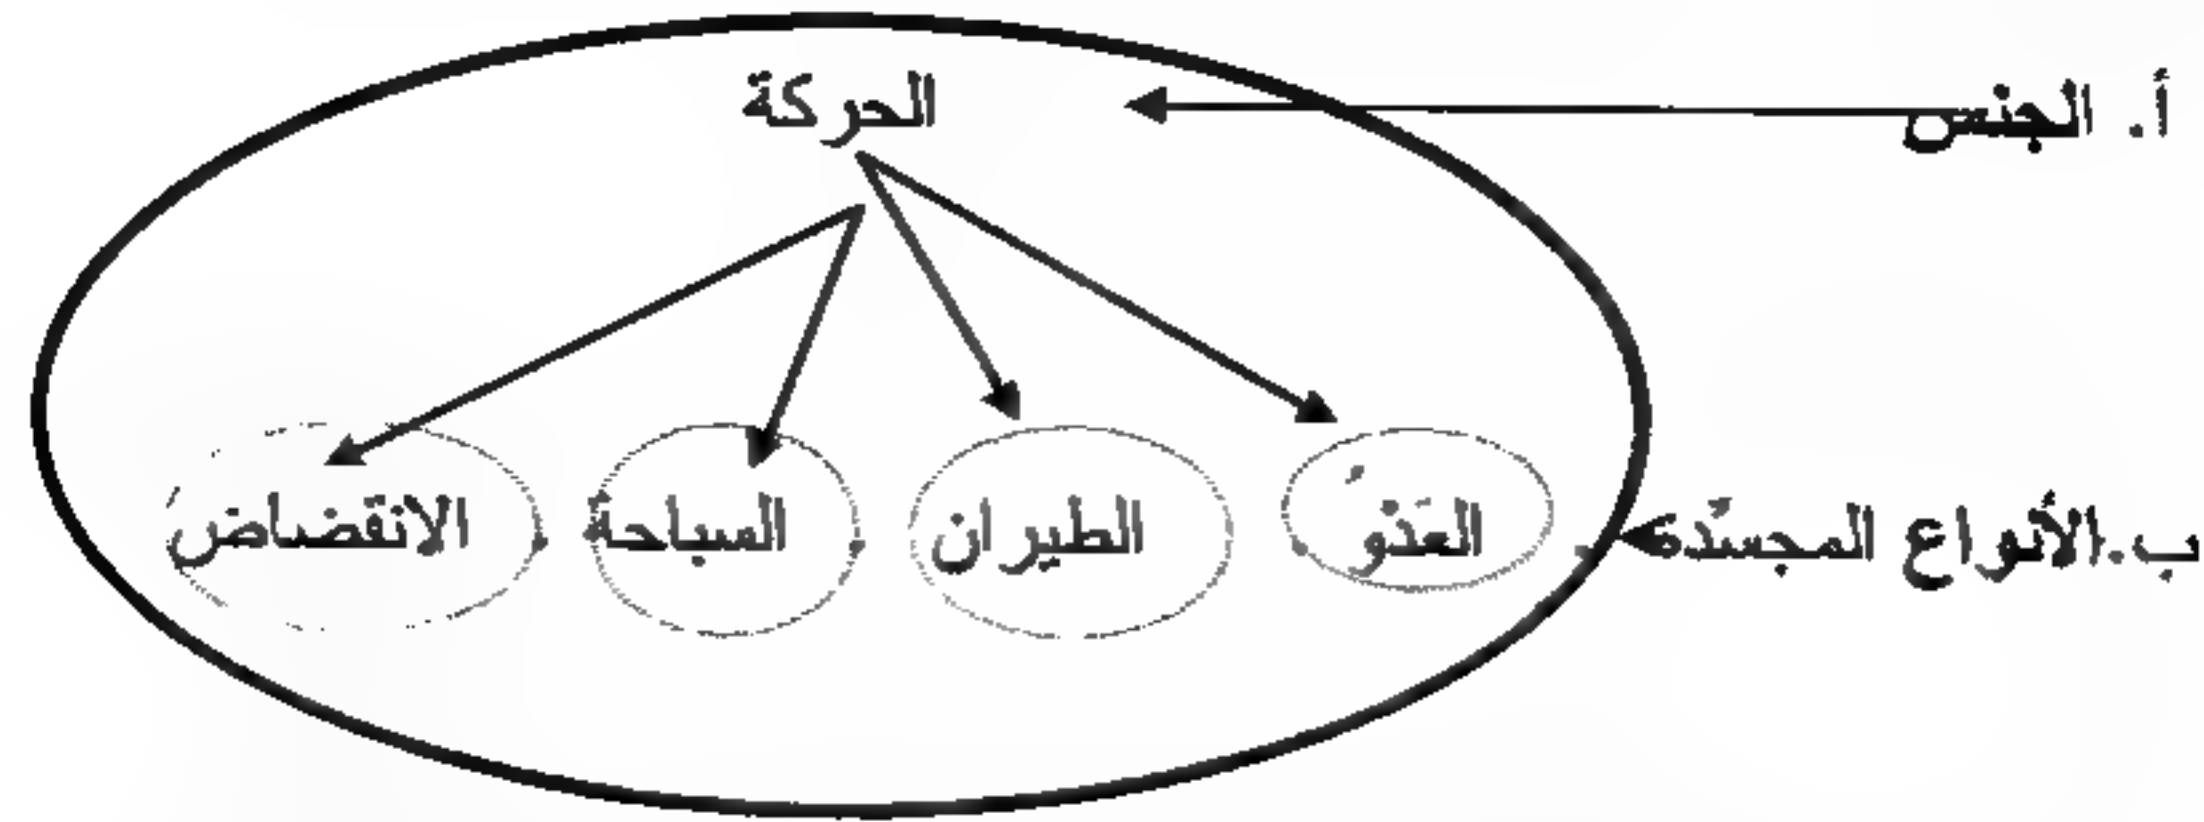 أ. الجنس
الحركة
ب.الأنواع المجسّدة
العَدْوُ
الطيران
السباحة
الانقضاض